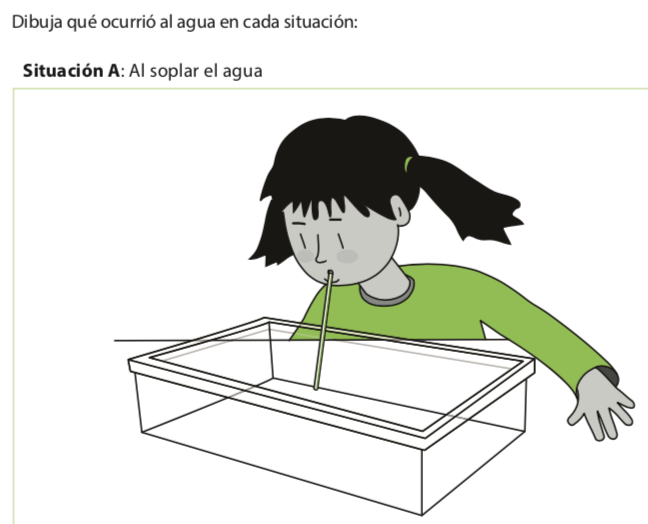 Dibuja qué ocurrió al agua en cada situación:
Situación A: Al soplar el agua